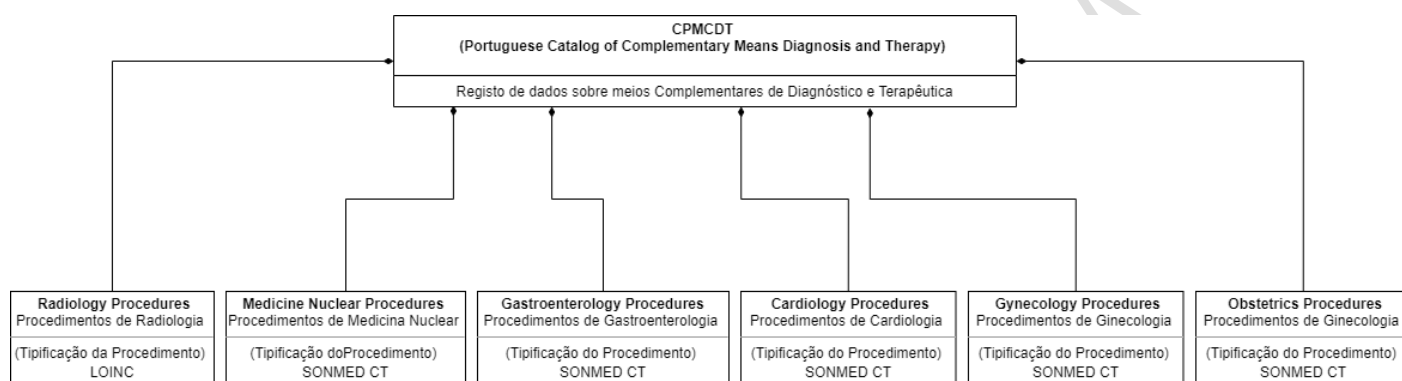 CPMCDT
(Portuguese Catalog of Complementary Means Diagnosis and Therapy)
Registo de dados sobre meios Complementares de Diagnóstico e Terapêutica
Radiology Procedures
Procedimentos de Radiologia
(Tipificação da Procedimento)
LOINC
Medicine Nuclear Procedures
Procedimentos de Medicina Nuclear
(Tipificação doProcedimento)
SONMED CT
Gastroenterology Procedures
Procedimentos de Gastroenterologia
(Tipificação do Procedimento)
SONMED CT
Cardiology Procedures
Procedimentos de Cardiologia
(Tipificação do Procedimento)
SONMED CT
Gynecology Procedures
Procedimentos de Ginecologia
(Tipificação do Procedimento)
SONMED CT
Obstetrics Procedures
Procedimentos de Ginecologia
(Tipificação do Procedimento)
SONMED CT